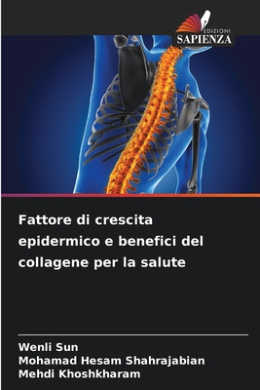 EDIZIONI
SAPIENZA
Fattore di crescita
epidermico e benefici del
collagene per la salute
Wenli Sun
Mohamad Hesam Shahrajabian
Mehdi Khoshkharam